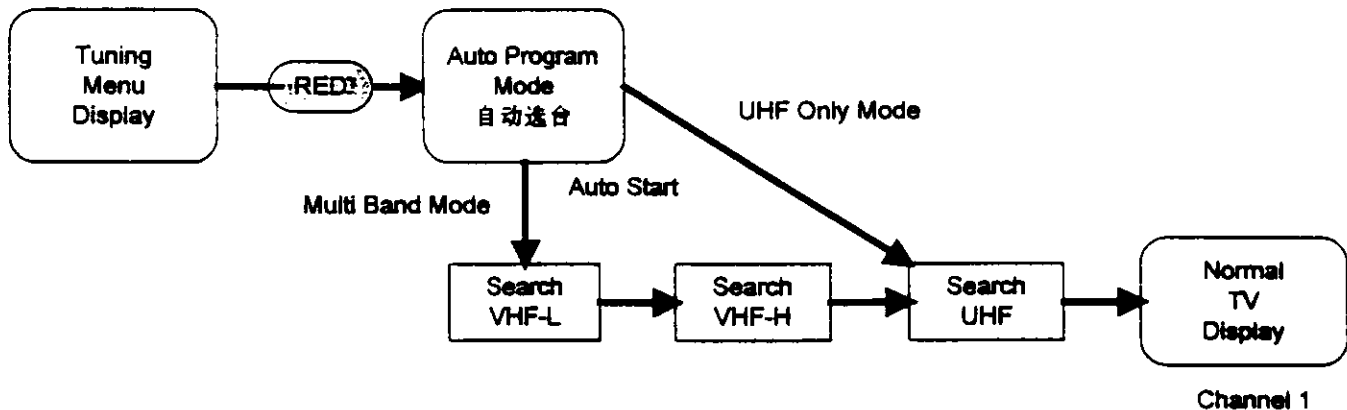 Tuning
Menu
Display
RED
Auto Program
Mode
自动选台
UHF Only Mode
Auto Start
Multi Band Mode
Search
VHF-L
Search
VHF-H
Search
UHF
Normal
TV
Display
Channel 1